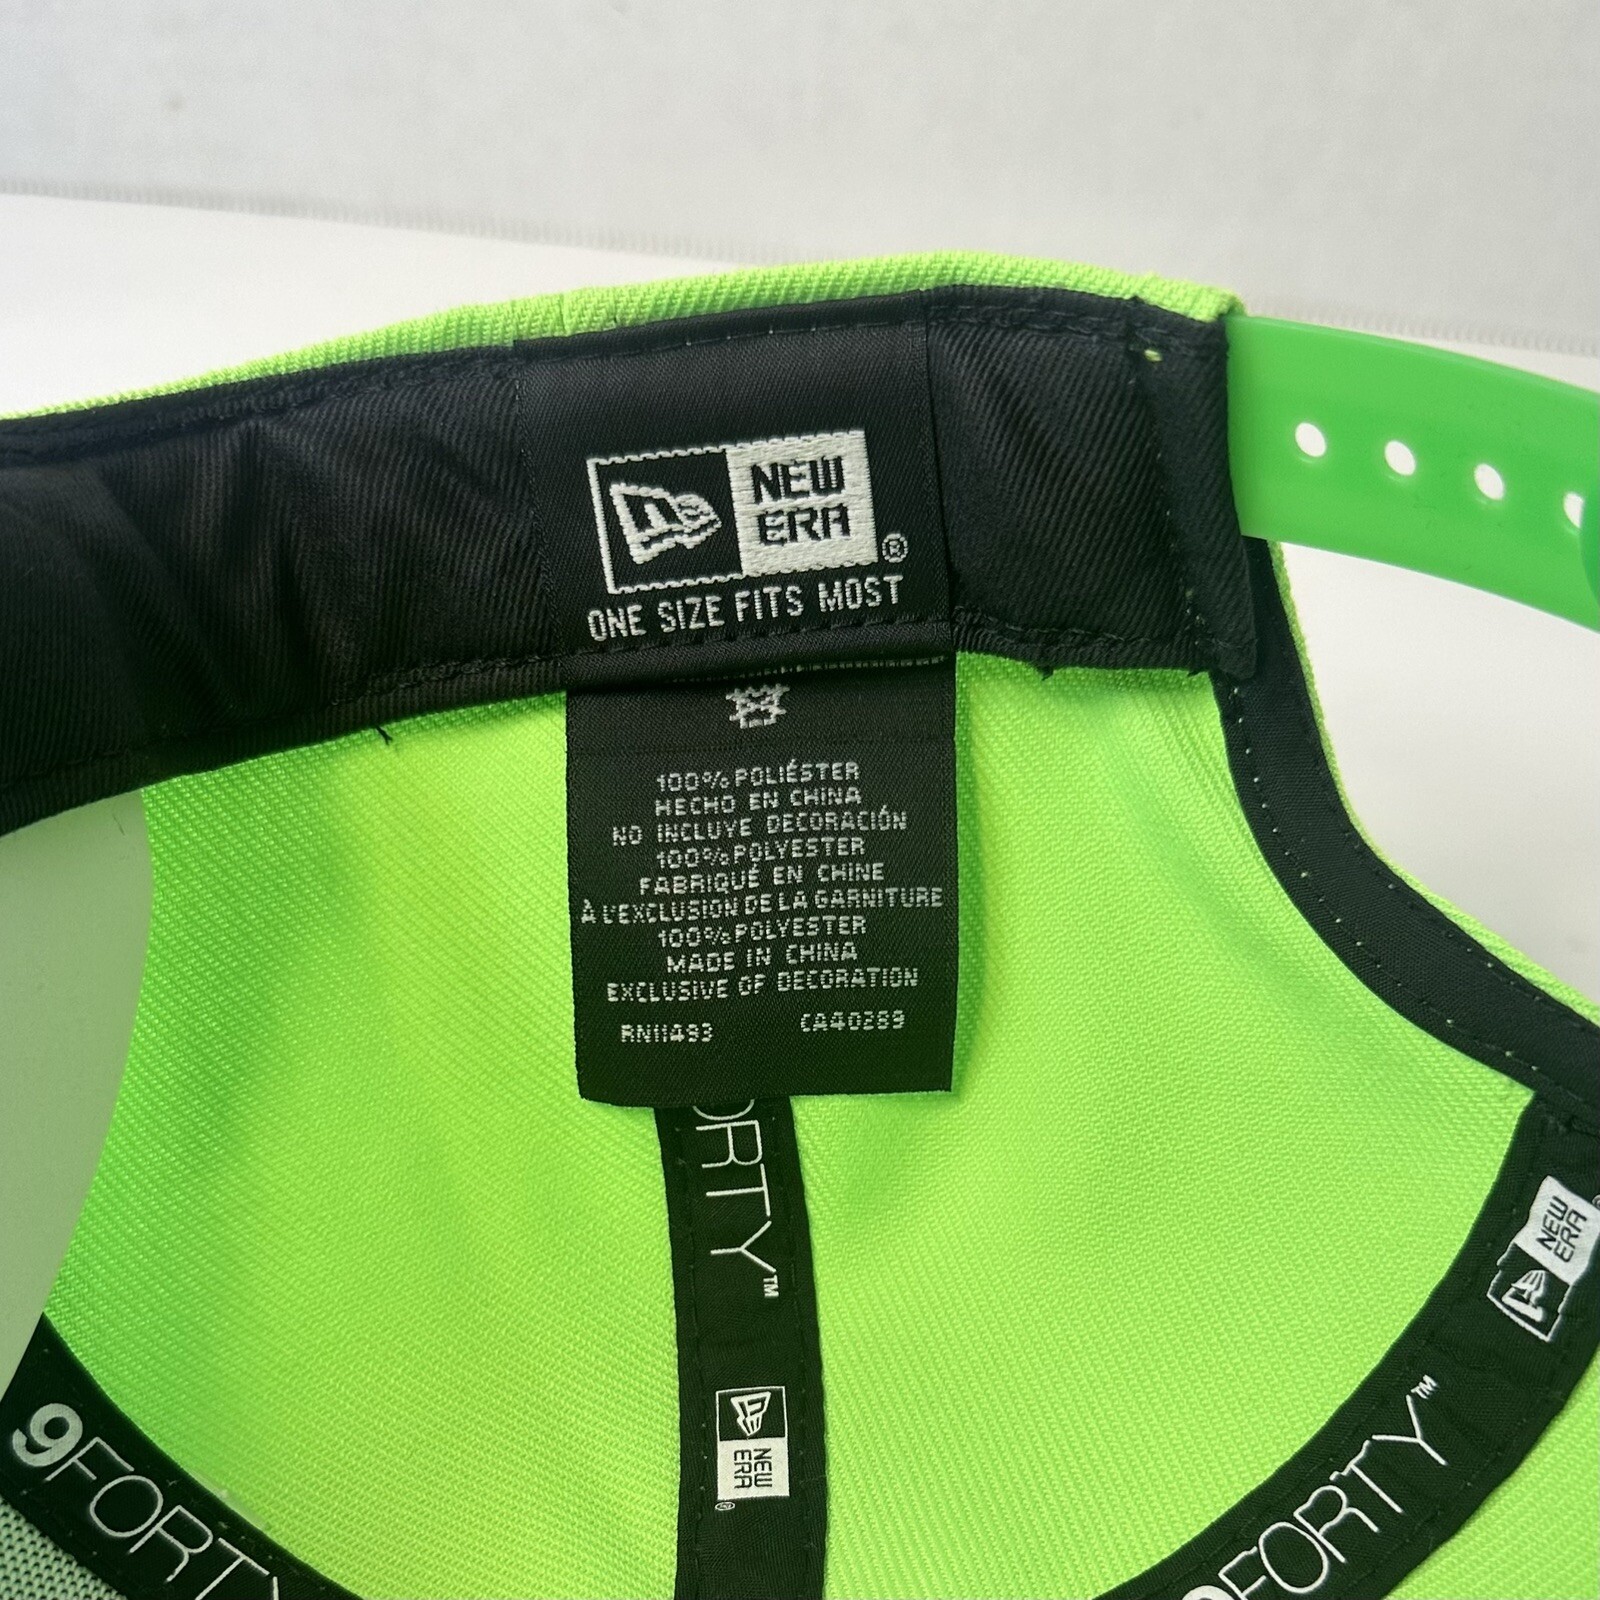 NEW
ERA
®
ONE SIZE FITS MOST
100% POLIÉSTER
HECHO EN CHINA
NO INCLUYE DECORACIÓN
100% POLYESTER
FABRIQUÉ EN CHINE
À L'EXCLUSION DE LA GARNITURE
100% POLYESTER
MADE IN CHINA
EXCLUSIVE OF DECORATION
RN11493 CA40289
ORTY™
NEW
ERA
NEW
ERA
9FORTY
9FORTY™